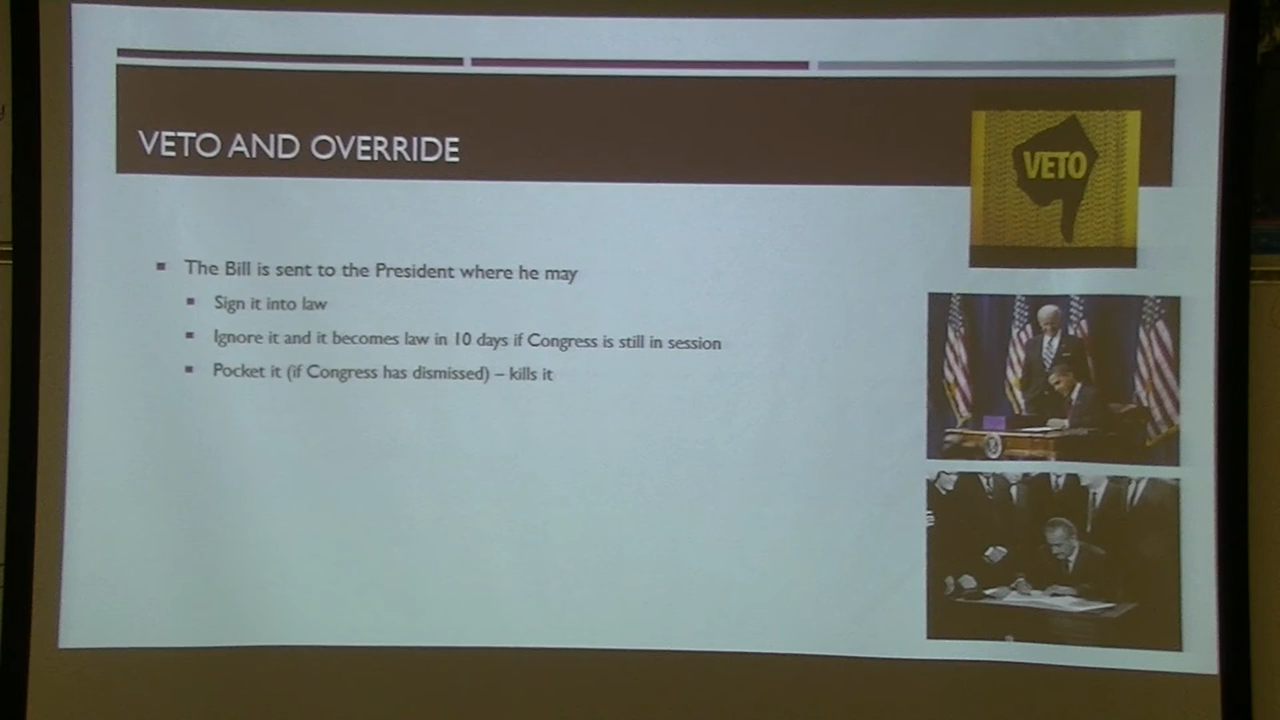 VETO AND OVERRIDE
VETO
The Bill is sent to the President where he may
Sign it into law
Ignore it and it becomes law in 10 days if Congress is still in session
Pocket it (if Congress has dismissed) – kills it